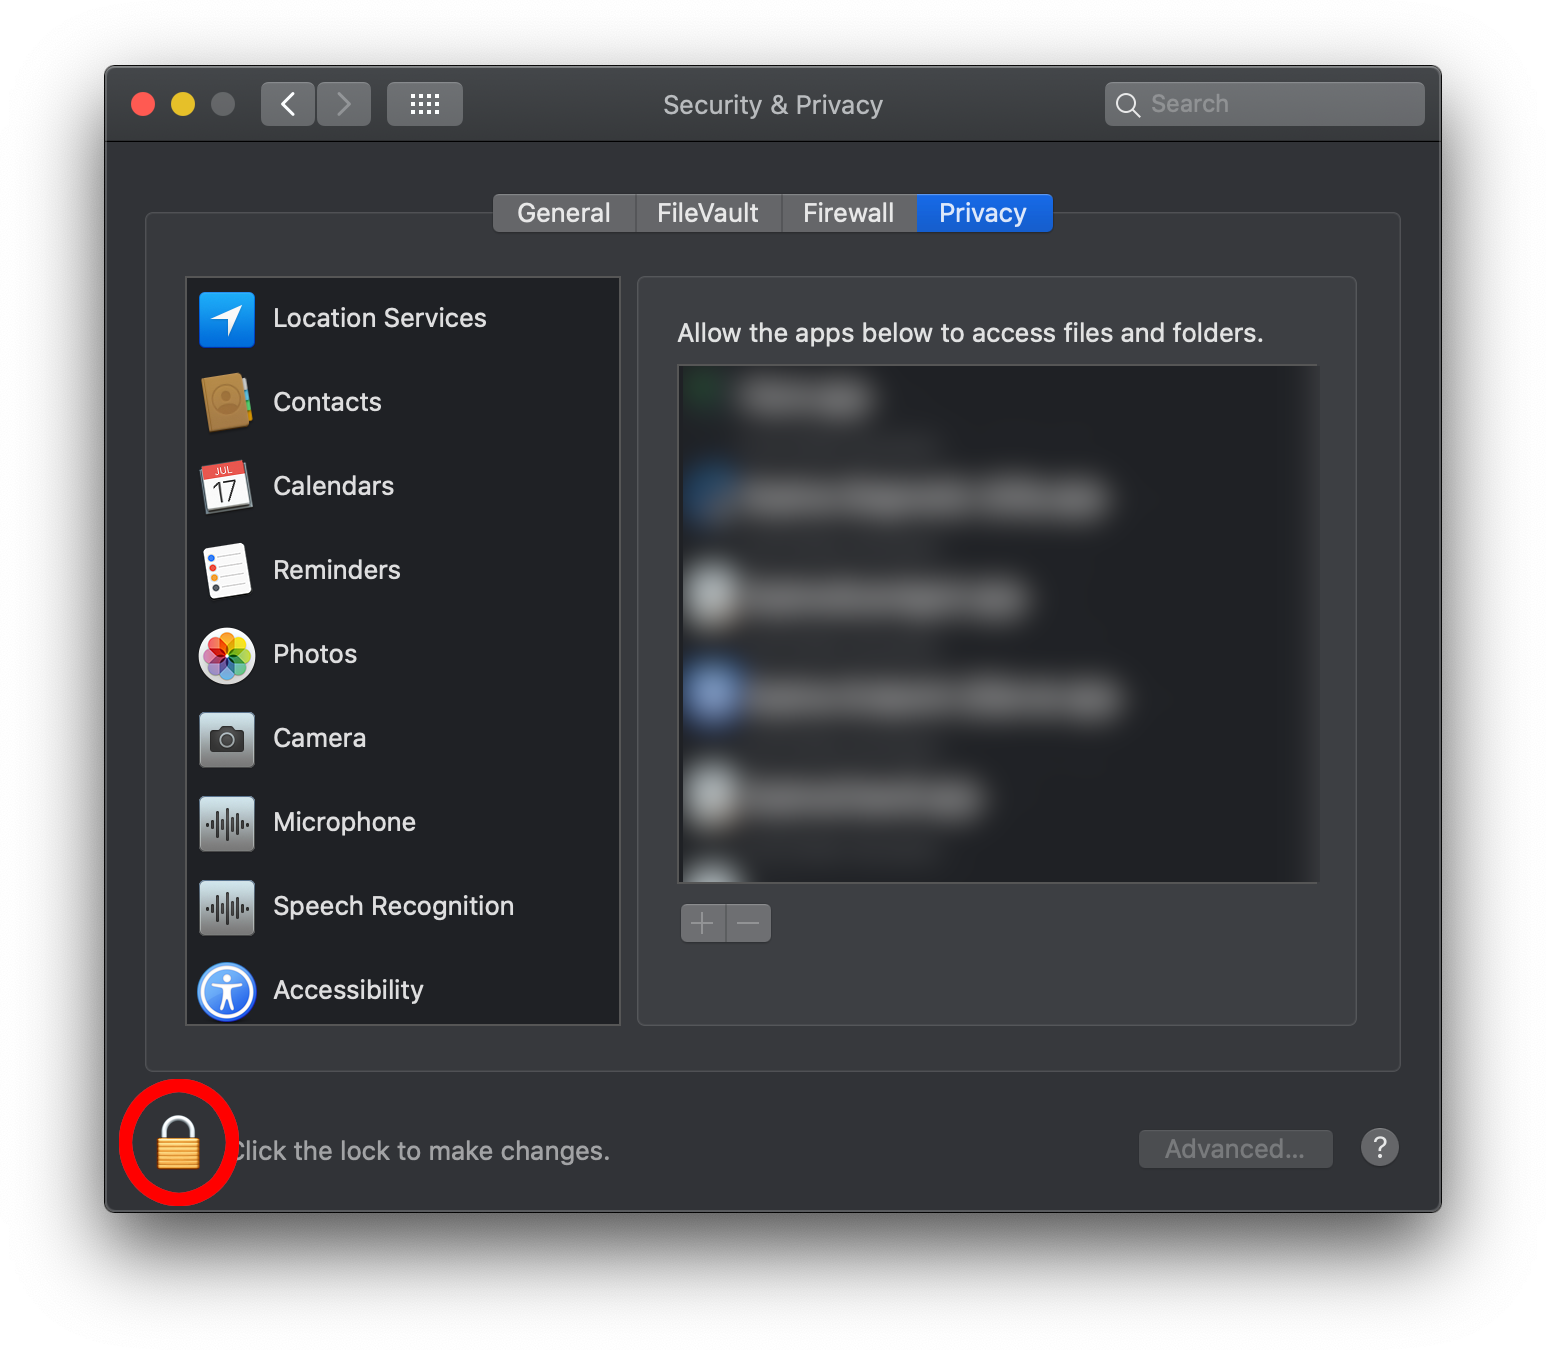 Security & Privacy
Search
General
FileVault
Firewall
Privacy
Location Services
Contacts
JUL
17
Calendars
Reminders
Photos
Camera
Microphone
Speech Recognition
Accessibility
Allow the apps below to access files and folders.
Click the lock to make changes.
Advanced...
?